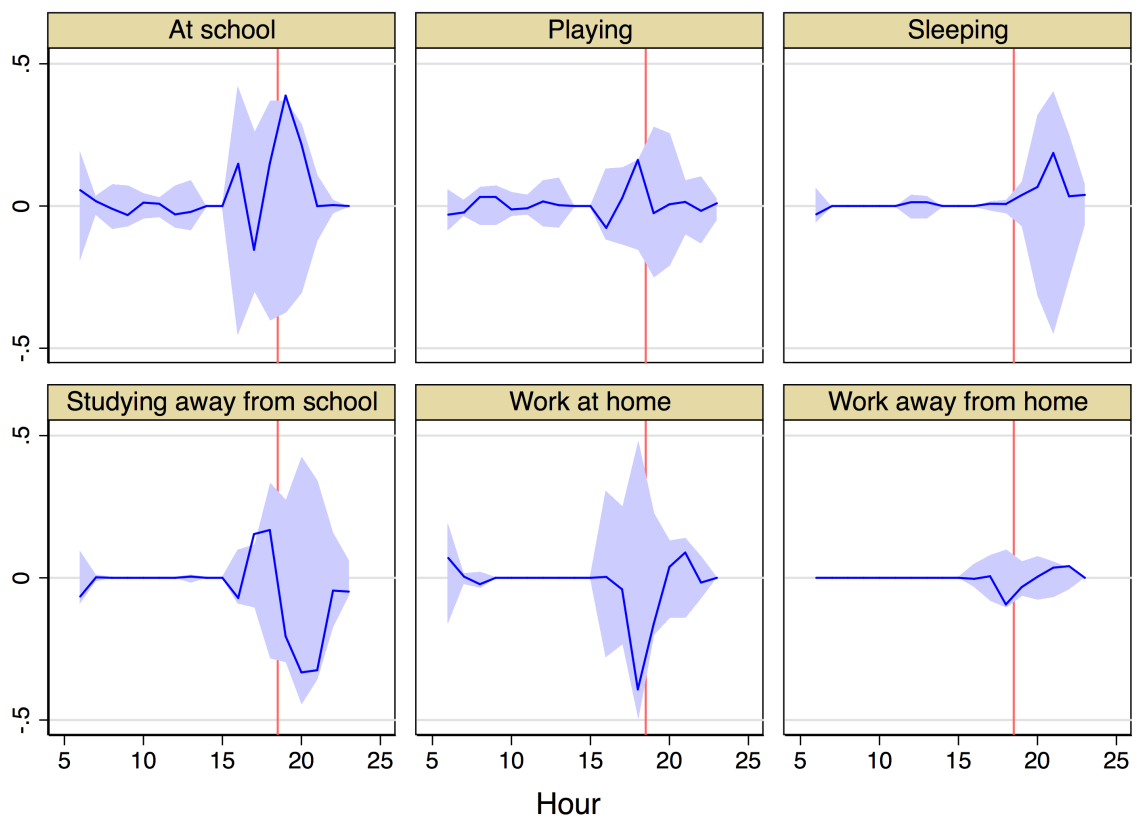 At school Playing Sleeping
.5
0
-.5
Studying away from school Work at home Work away from home
.5
0
-.5
5 10 15 20 25 5 10 15 20 25 5 10 15 20 25
Hour